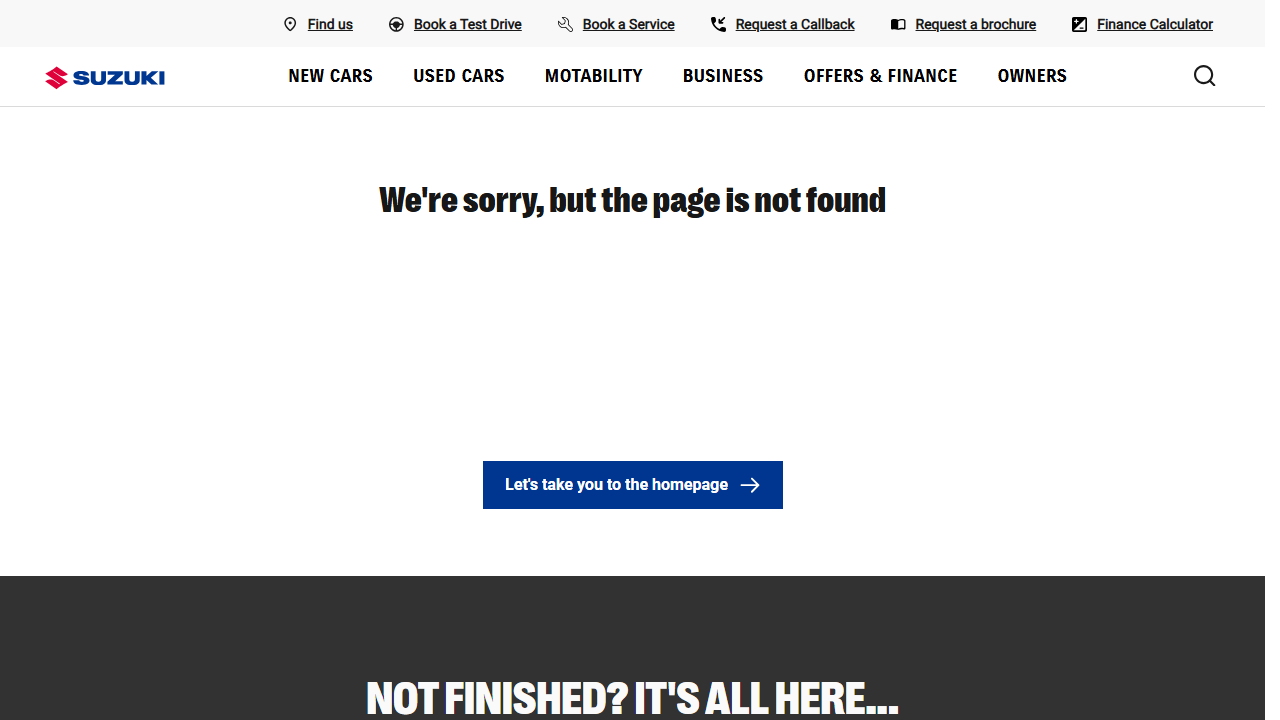 Find us Book a Test Drive Book a Service Request a Callback Request a brochure Finance Calculator
SUZUKI NEW CARS USED CARS MOTABILITY BUSINESS OFFERS & FINANCE OWNERS
We're sorry, but the page is not found
Let's take you to the homepage
NOT FINISHED? IT'S ALL HERE...